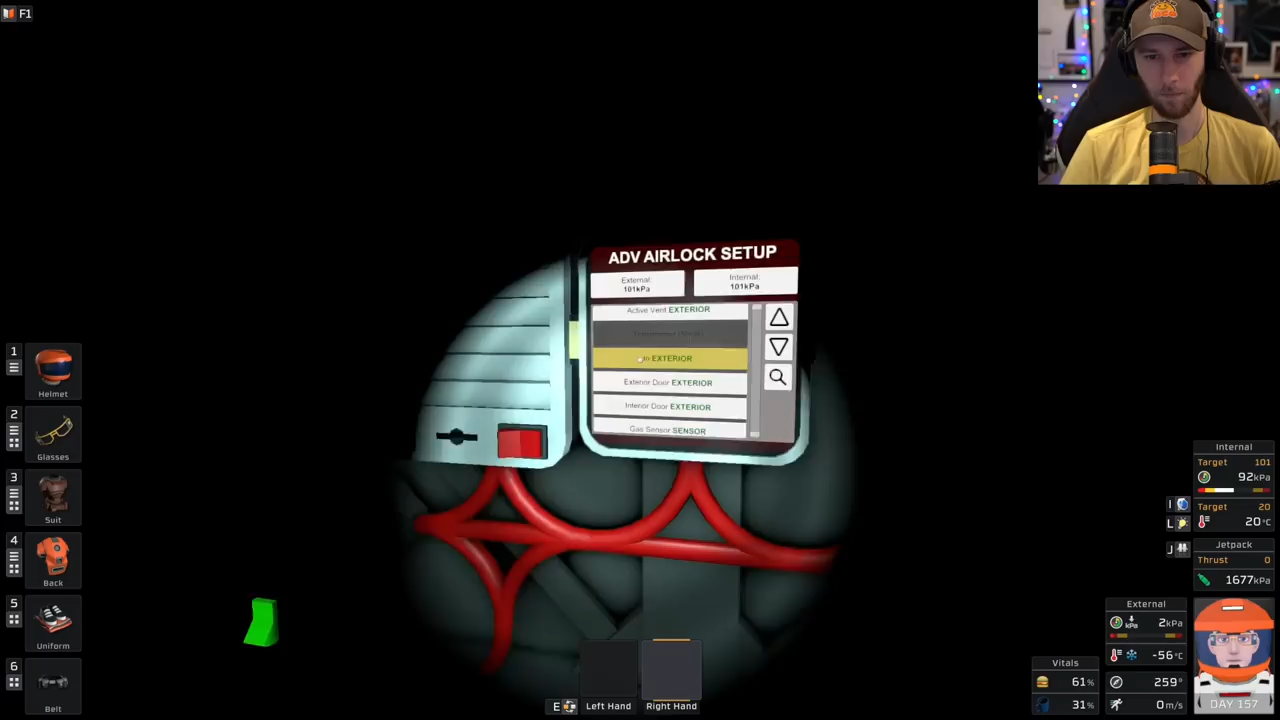 F1
ADV AIRLOCK SETUP
External:
101kPa
Internal:
101kPa
Active Vent EXTERIOR
In EXTERIOR
Exterior Door EXTERIOR
Interior Door EXTERIOR
Gas Sensor SENSOR
1
Helmet
2
Glasses
3
Suit
4
Back
5
Uniform
6
Belt
E
Left Hand
Right Hand
Internal
Target 101
92kPa
Target 20
20°C
I
L
J
Jetpack
Thrust 0
1677kPa
External
kPa
2kPa
-56°C
259°
0m/s
Vitals
61%
31%
DAY 157